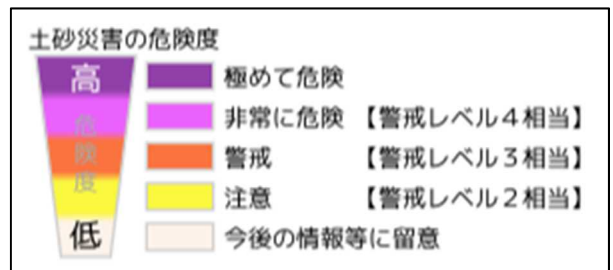 土砂災害の危険度
高
危険度
低
極めて危険
非常に危険 【警戒レベル4相当】
警戒 【警戒レベル3相当】
注意 【警戒レベル2相当】
今後の情報等に留意